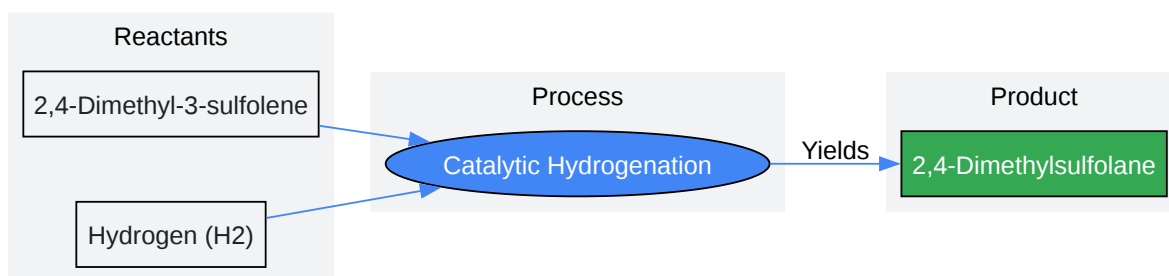 Reactants
2,4-Dimethyl-3-sulfolene
Hydrogen (H2)
Process
Catalytic Hydrogenation
Yields
Product
2,4-Dimethylsulfolane